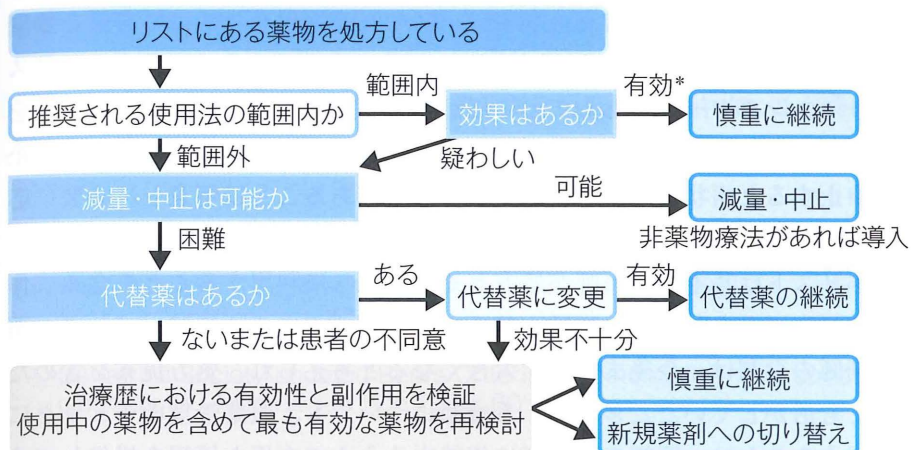 リストにある薬物を処方している
推奨される使用法の範囲内か
範囲内
効果はあるか
有効*
慎重に継続
範囲外
疑わしい
減量・中止は可能か
可能
減量・中止
非薬物療法があれば導入
困難
代替薬はあるか
ある
代替薬に変更
有効
代替薬の継続
ないまたは患者の不同意
効果不十分
治療歴における有効性と副作用を検証
使用中の薬物を含めて最も有効な薬物を再検討
慎重に継続
新規薬剤への切り替え